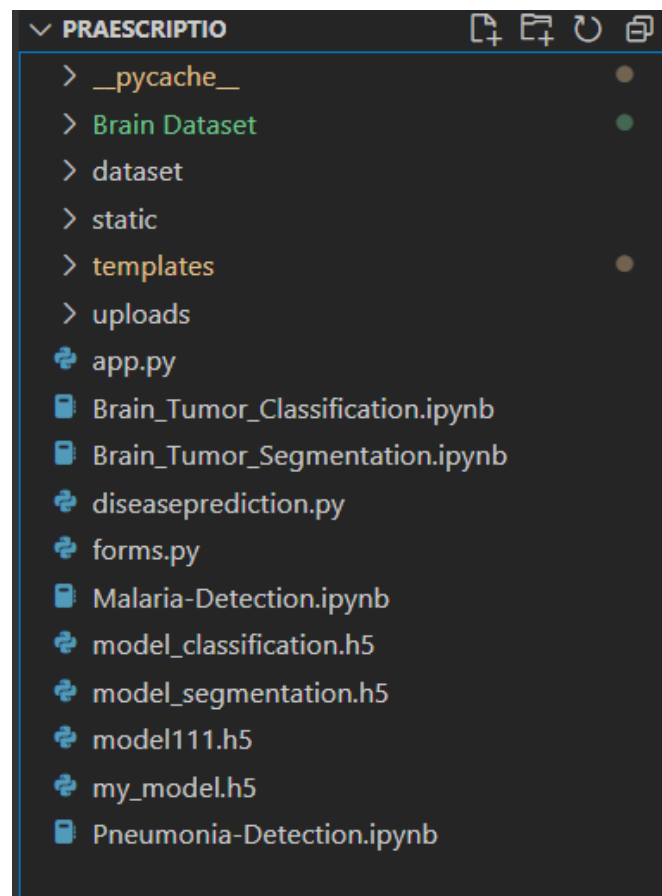 PRAESCRIPTIO
__pycache__
Brain Dataset
dataset
static
templates
uploads
app.py
Brain_Tumor_Classification.ipynb
Brain_Tumor_Segmentation.ipynb
diseaseprediction.py
forms.py
Malaria-Detection.ipynb
model_classification.h5
model_segmentation.h5
model111.h5
my_model.h5
Pneumonia-Detection.ipynb